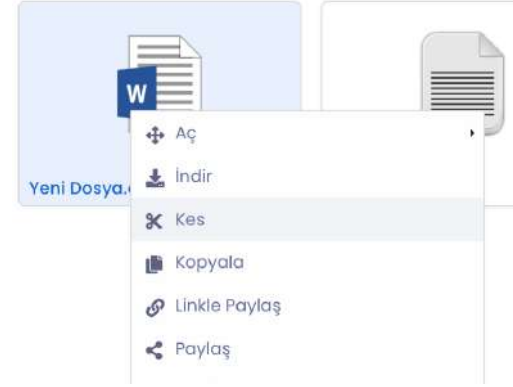 W
Aç
İndir
Yeni Dosya.
Kes
Kopyala
Linkle Paylaş
Paylaş